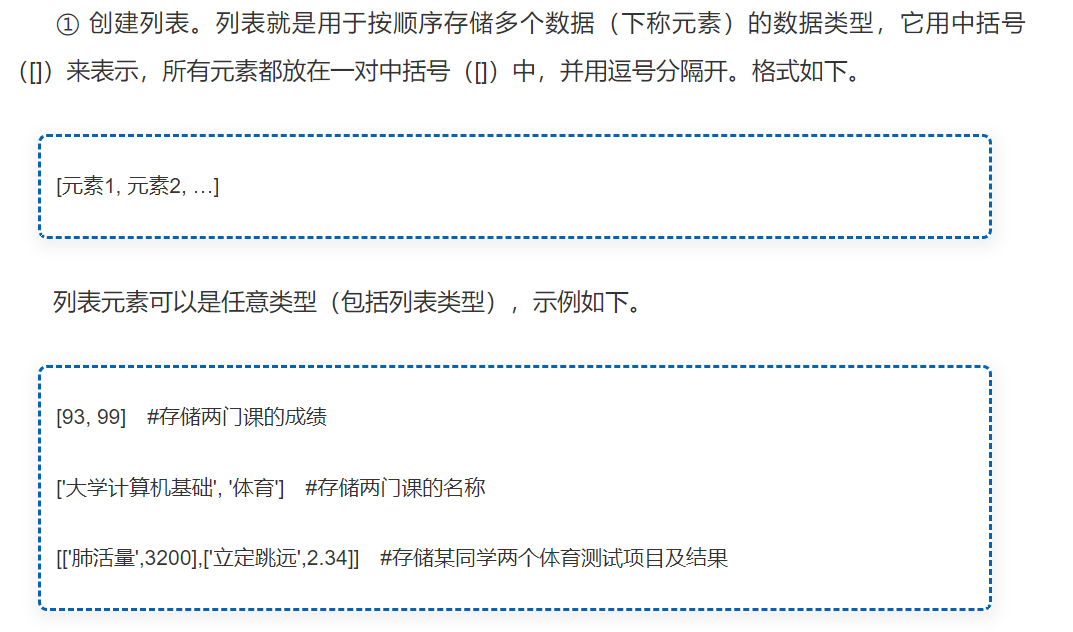 ① 创建列表。列表就是用于按顺序存储多个数据（下称元素）的数据类型，它用中括号
（[]）来表示，所有元素都放在一对中括号（[]）中，并用逗号分隔开。格式如下。
[元素1, 元素2, …]
列表元素可以是任意类型（包括列表类型），示例如下。
[93, 99]　#存储两门课的成绩
['大学计算机基础', '体育']　#存储两门课的名称
[['肺活量',3200],['立定跳远',2.34]]　#存储某同学两个体育测试项目及结果